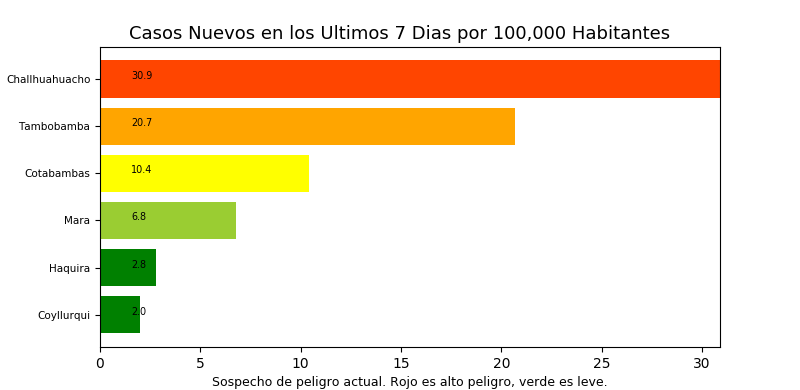 Casos Nuevos en los Ultimos 7 Dias por 100,000 Habitantes
Challhuahuacho 30.9
Tambobamba 20.7
Cotabambas 10.4
Mara 6.8
Haquira 2.8
Coyllurqui 2.0
0 5 10 15 20 25 30
Sospecho de peligro actual. Rojo es alto peligro, verde es leve.